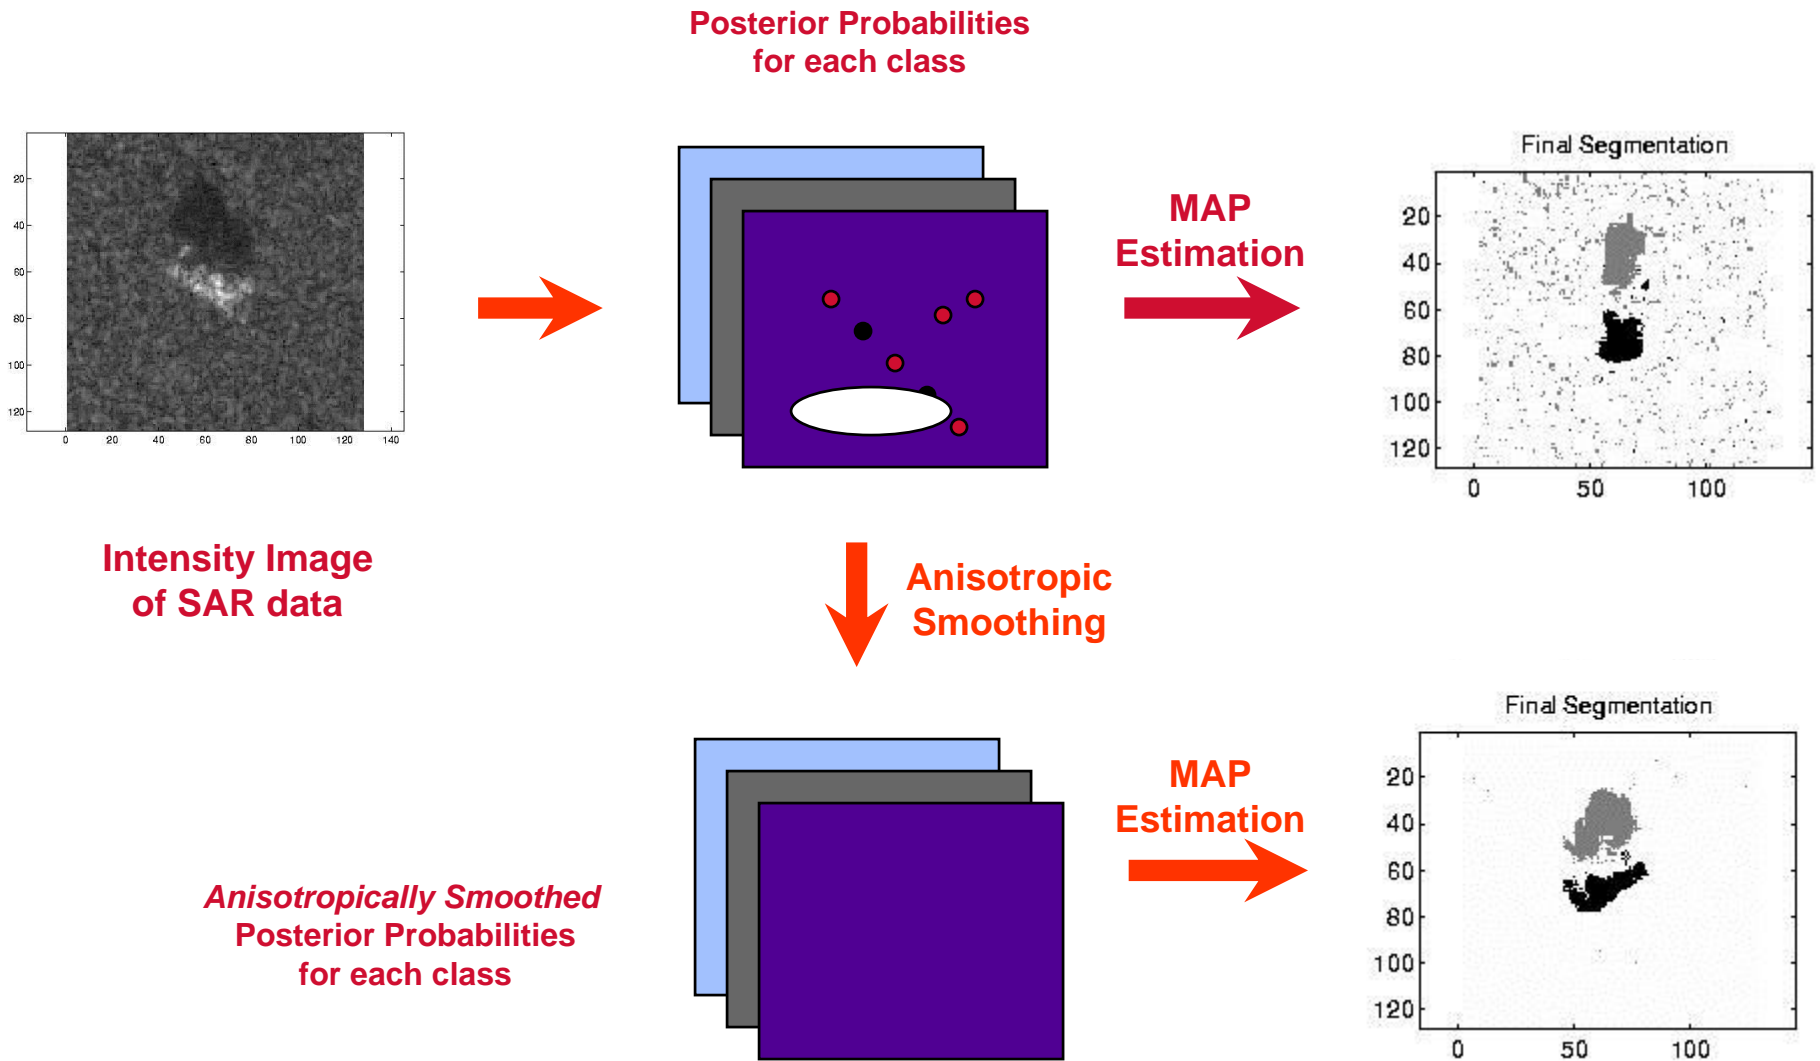 Posterior Probabilities
for each class
20
40
60
80
100
120
0
20
40
60
80
100
120
140
Intensity Image
of SAR data
MAP
Estimation
Final Segmentation
20
40
60
80
100
120
0
50
100
Anisotropic
Smoothing
Anisotropically Smoothed
Posterior Probabilities
for each class
MAP
Estimation
Final Segmentation
20
40
60
80
100
120
0
50
100